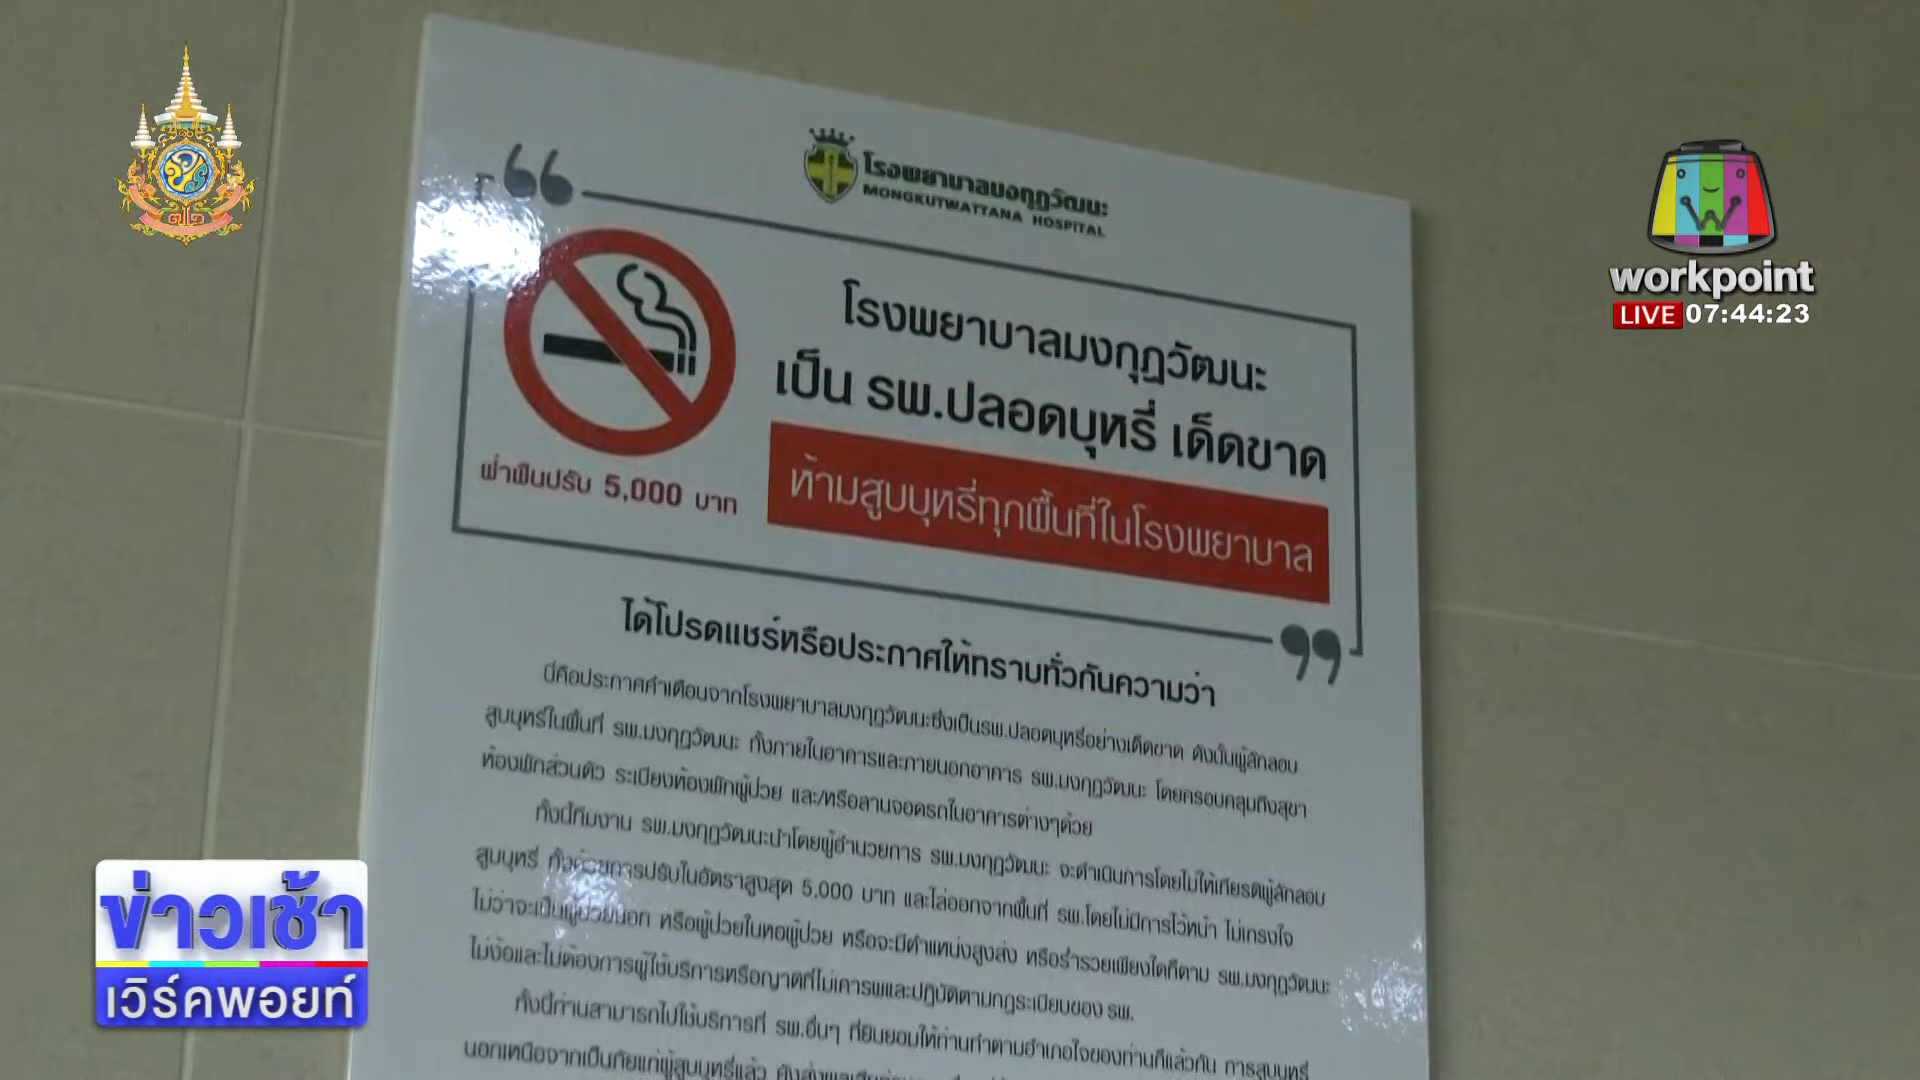 โรงพยาบาลมงกุฎวัฒนะ
MONGKUTWATTANA HOSPITAL
workpoint
LIVE 07:44:23
โรงพยาบาลมงกุฎวัฒนะ
เป็น รพ.ปลอดบุหรี่ เด็ดขาด
ฝ่าฝืนปรับ 5,000 บาท
ห้ามสูบบุหรี่ทุกพื้นที่ในโรงพยาบาล
ได้โปรดแชร์หรือประกาศให้ทราบทั่วกันความว่า
นี่คือประกาศคำเตือนจากโรงพยาบาลมงกุฎวัฒนะซึ่งเป็นรพ.ปลอดบุหรี่อย่างเด็ดขาด ดังนั้นผู้ลักลอบ
สูบบุหรี่ในพื้นที่ รพ.มงกุฎวัฒนะ ทั้งภายในอาคารและภายนอกอาคาร รพ.มงกุฎวัฒนะ โดยครอบคลุมถึงสุขา
ห้องพักส่วนตัว ระเบียงห้องพักผู้ป่วย และ/หรือลานจอดรถในอาคารต่างๆด้วย
ทั้งนี้ทีมงาน รพ.มงกุฎวัฒนะนำโดยผู้อำนวยการ รพ.มงกุฎวัฒนะ จะดำเนินการโดยไม่ให้เกียรติผู้ลักลอบ
สูบบุหรี่ ทั้งด้วยการปรับในอัตราสูงสุด 5,000 บาท และไล่ออกจากพื้นที่ รพ.โดยไม่มีการไว้หน้า ไม่เกรงใจ
ไม่ว่าจะเป็นผู้ป่วยนอก หรือผู้ป่วยในหอผู้ป่วย หรือจะมีตำแหน่งสูงส่ง หรือร่ำรวยเพียงใดก็ตาม รพ.มงกุฎวัฒนะ
ไม่ง้อและไม่ต้องการผู้ใช้บริการหรือญาติที่ไม่เคารพและปฏิบัติตามกฎระเบียบของ รพ.
ทั้งนี้ท่านสามารถไปใช้บริการที่ รพ.อื่นๆ ที่ยินยอมให้ท่านทำตามอำเภอใจของท่านก็แล้วกัน การสูบบุหรี่
นอกเหนือจากเป็นภัยแก่ผู้สูบบุหรี่แล้ว ยังส่งผลเสีย
ข่าวเช้า
เวิร์คพอยท์